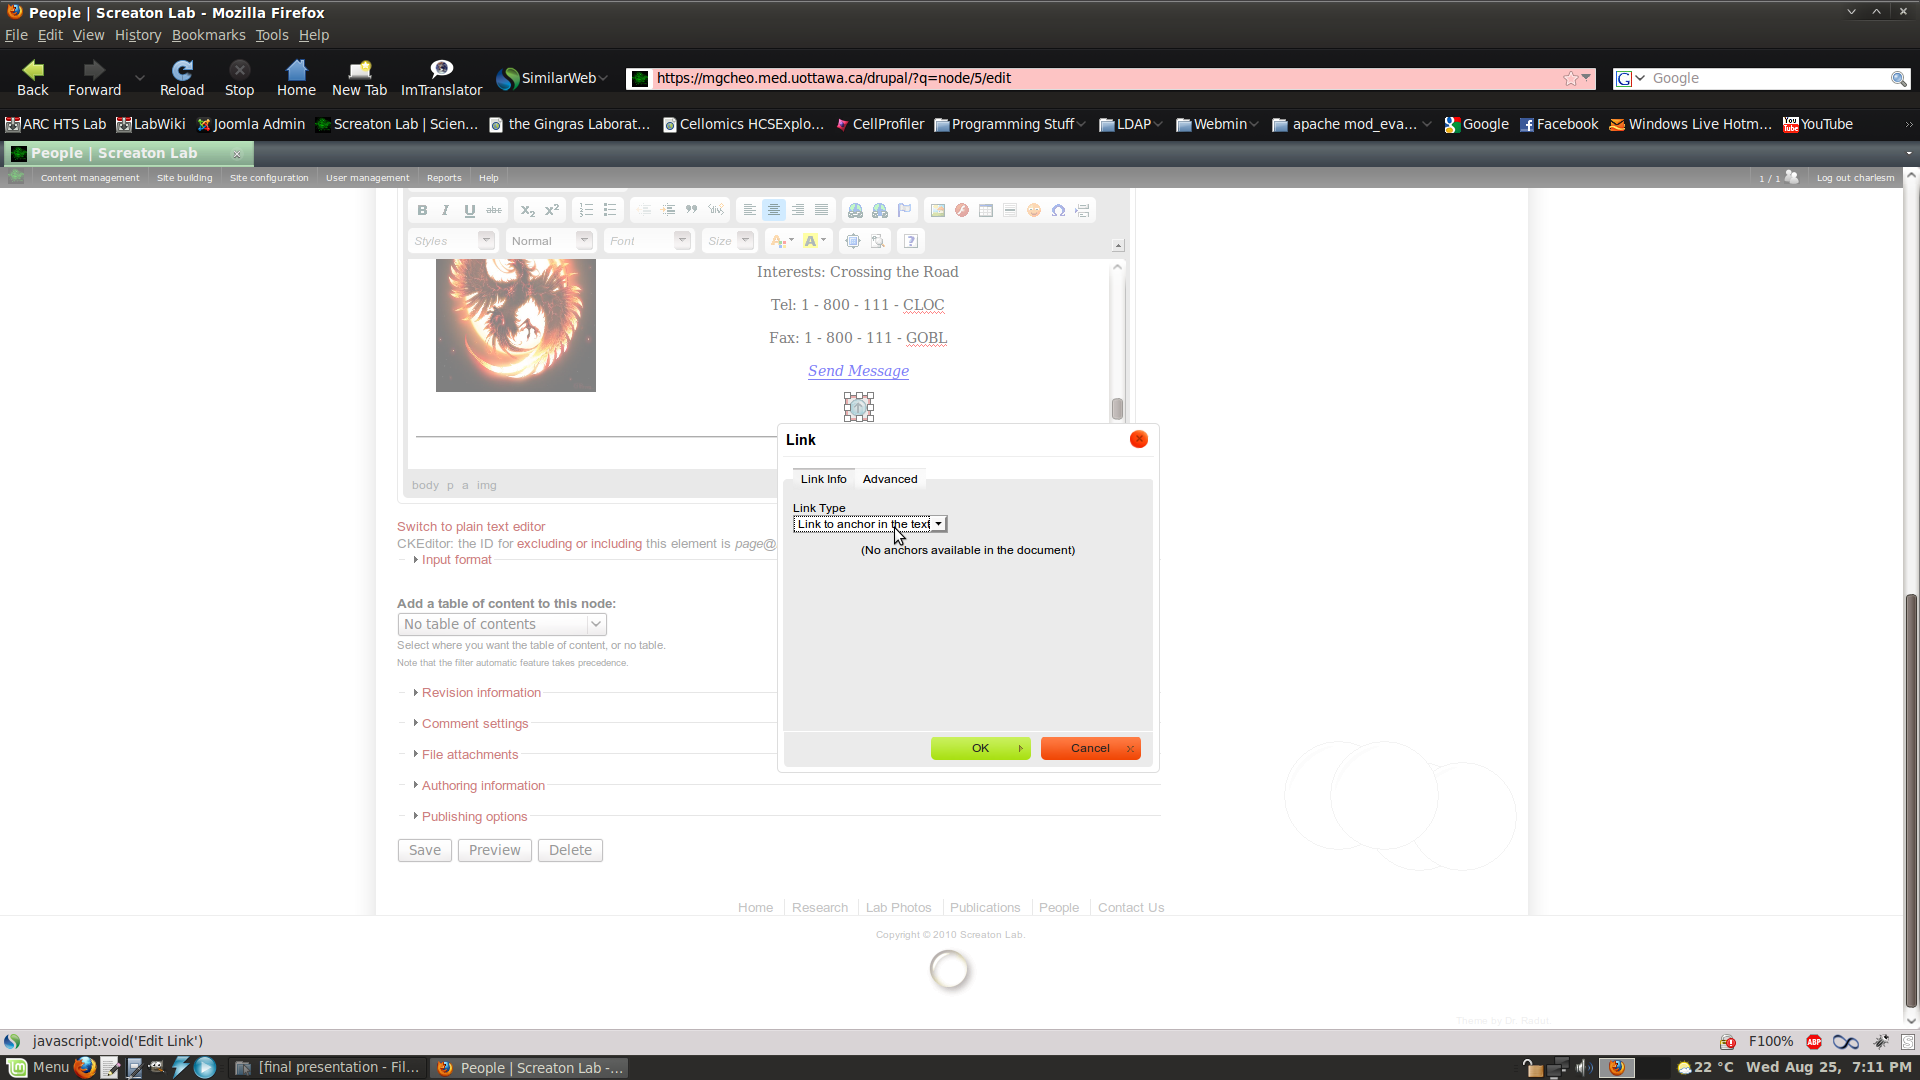 People | Screaton Lab - Mozilla Firefox
File Edit View History Bookmarks Tools Help
Back Forward Reload Stop Home New Tab ImTranslator SimilarWeb https://mgcheo.med.uottawa.ca/drupal/?q=node/5/edit Google
ARC HTS Lab LabWiki Joomla Admin Screaton Lab | Scien... the Gingras Laborat... Cellomics HCSExplo... CellProfiler Programming Stuff LDAP Webmin apache mod_eva... Google Facebook Windows Live Hotm... YouTube
People | Screaton Lab
Content management Site building Site configuration User management Reports Help 1 / 1 Log out charlesm
B I U abc X2 X2
Styles Normal Font Size
Interests: Crossing the Road
Tel: 1 - 800 - 111 - CLOC
Fax: 1 - 800 - 111 - GOBL
Send Message
body p a img
Link
Link Info Advanced
Link Type
Link to anchor in the text
(No anchors available in the document)
OK Cancel
Switch to plain text editor
CKEditor: the ID for excluding or including this element is page@
Input format
Add a table of content to this node:
No table of contents
Select where you want the table of content, or no table.
Note that the filter automatic feature takes precedence.
Revision information
Comment settings
File attachments
Authoring information
Publishing options
Save Preview Delete
Home Research Lab Photos Publications People Contact Us
Copyright © 2010 Screaton Lab.
Theme by Dr. Radut
javascript:void('Edit Link') F100% ABP
Menu [final presentation - Fil... People | Screaton Lab -... 22 °C Wed Aug 25, 7:11 PM